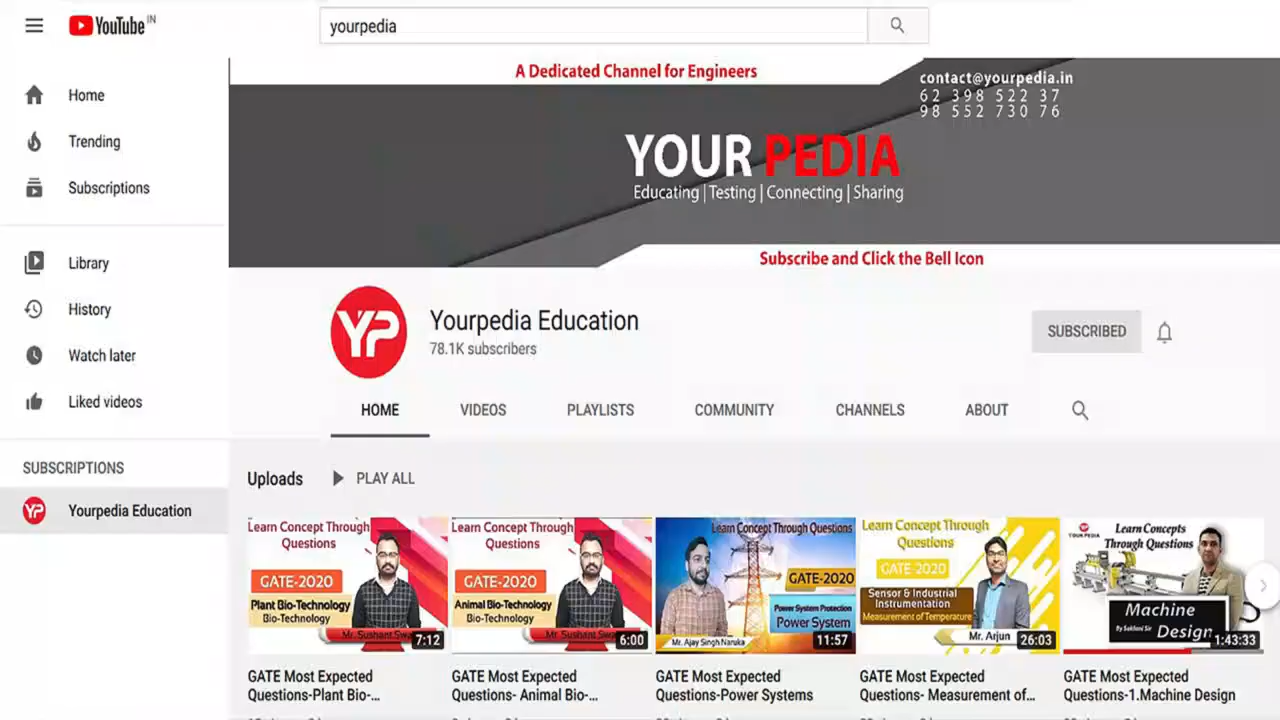 YouTube IN
yourpedia
Home
Trending
Subscriptions
Library
History
Watch later
Liked videos
SUBSCRIPTIONS
YP
Yourpedia Education
A Dedicated Channel for Engineers
contact@yourpedia.in
62 398 522 37
98 552 730 76
YOUR PEDIA
Educating | Testing | Connecting | Sharing
Subscribe and Click the Bell Icon
YP
Yourpedia Education
78.1K subscribers
SUBSCRIBED
HOME VIDEOS PLAYLISTS COMMUNITY CHANNELS ABOUT
Uploads PLAY ALL
Learn Concept Through
Questions
GATE-2020
Plant Bio-Technology
Bio-Technology
Mr. Sushant
7:12
GATE Most Expected
Questions-Plant Bio-...
Learn Concept Through
Questions
GATE-2020
Animal Bio-Technology
Bio-Technology
Mr. Sushant
6:00
GATE Most Expected
Questions- Animal Bio-...
Learn Concept Through Questions
GATE-2020
Power System Protection
Power System
Mr. Ajay Singh Naruka
11:57
GATE Most Expected
Questions-Power Systems
Learn Concept Through
Questions
GATE-2020
Sensor & Industrial
Instrumentation
Measurement of Temperature
Mr. Arjun
26:03
GATE Most Expected
Questions- Measurement of...
YOUR PEDIA
Learn Concepts
Through Questions
Machine
Design
1:43:33
GATE Most Expected
Questions-1.Machine Design